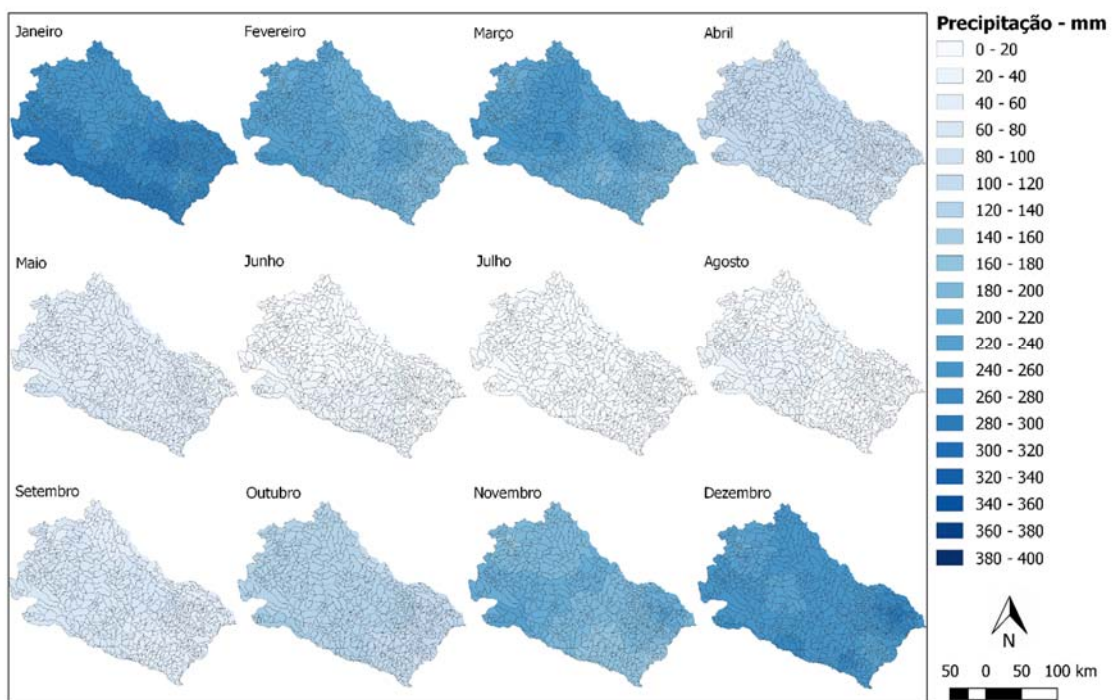 Janeiro
Fevereiro
Março
Abril
Maio
Junho
Julho
Agosto
Setembro
Outubro
Novembro
Dezembro
Precipitação - mm
0 - 20
20 - 40
40 - 60
60 - 80
80 - 100
100 - 120
120 - 140
140 - 160
160 - 180
180 - 200
200 - 220
220 - 240
240 - 260
260 - 280
280 - 300
300 - 320
320 - 340
340 - 360
360 - 380
380 - 400
N
50 0 50 100 km